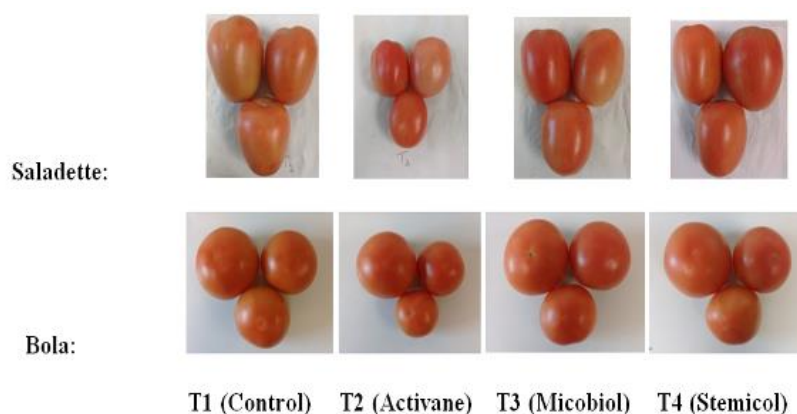 Saladette:
Bola:
T1 (Control) T2 (Activane) T3 (Micobiol) T4 (Stemicol)